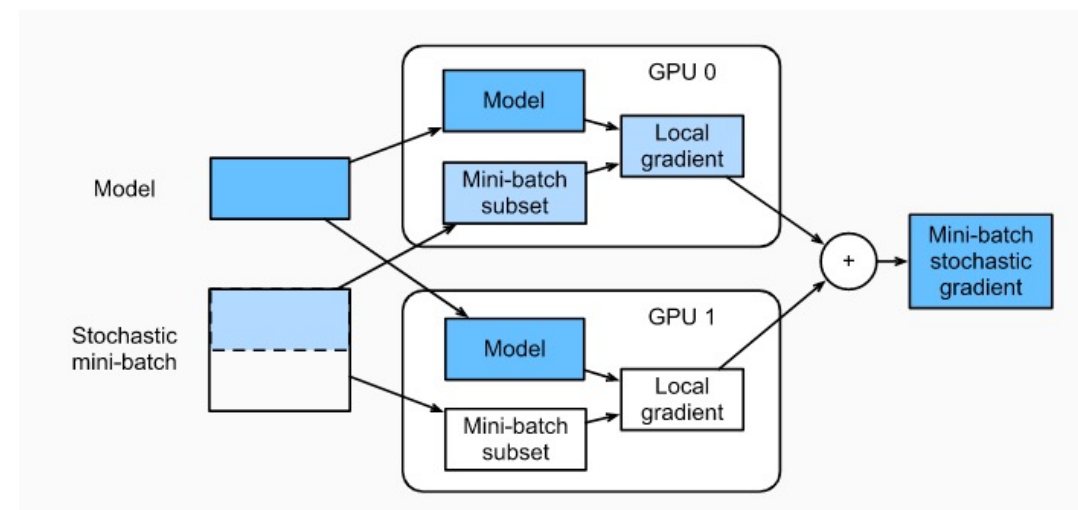 Model
Stochastic
mini-batch
GPU 0
Model
Mini-batch
subset
Local
gradient
GPU 1
Model
Mini-batch
subset
Local
gradient
+
Mini-batch
stochastic
gradient